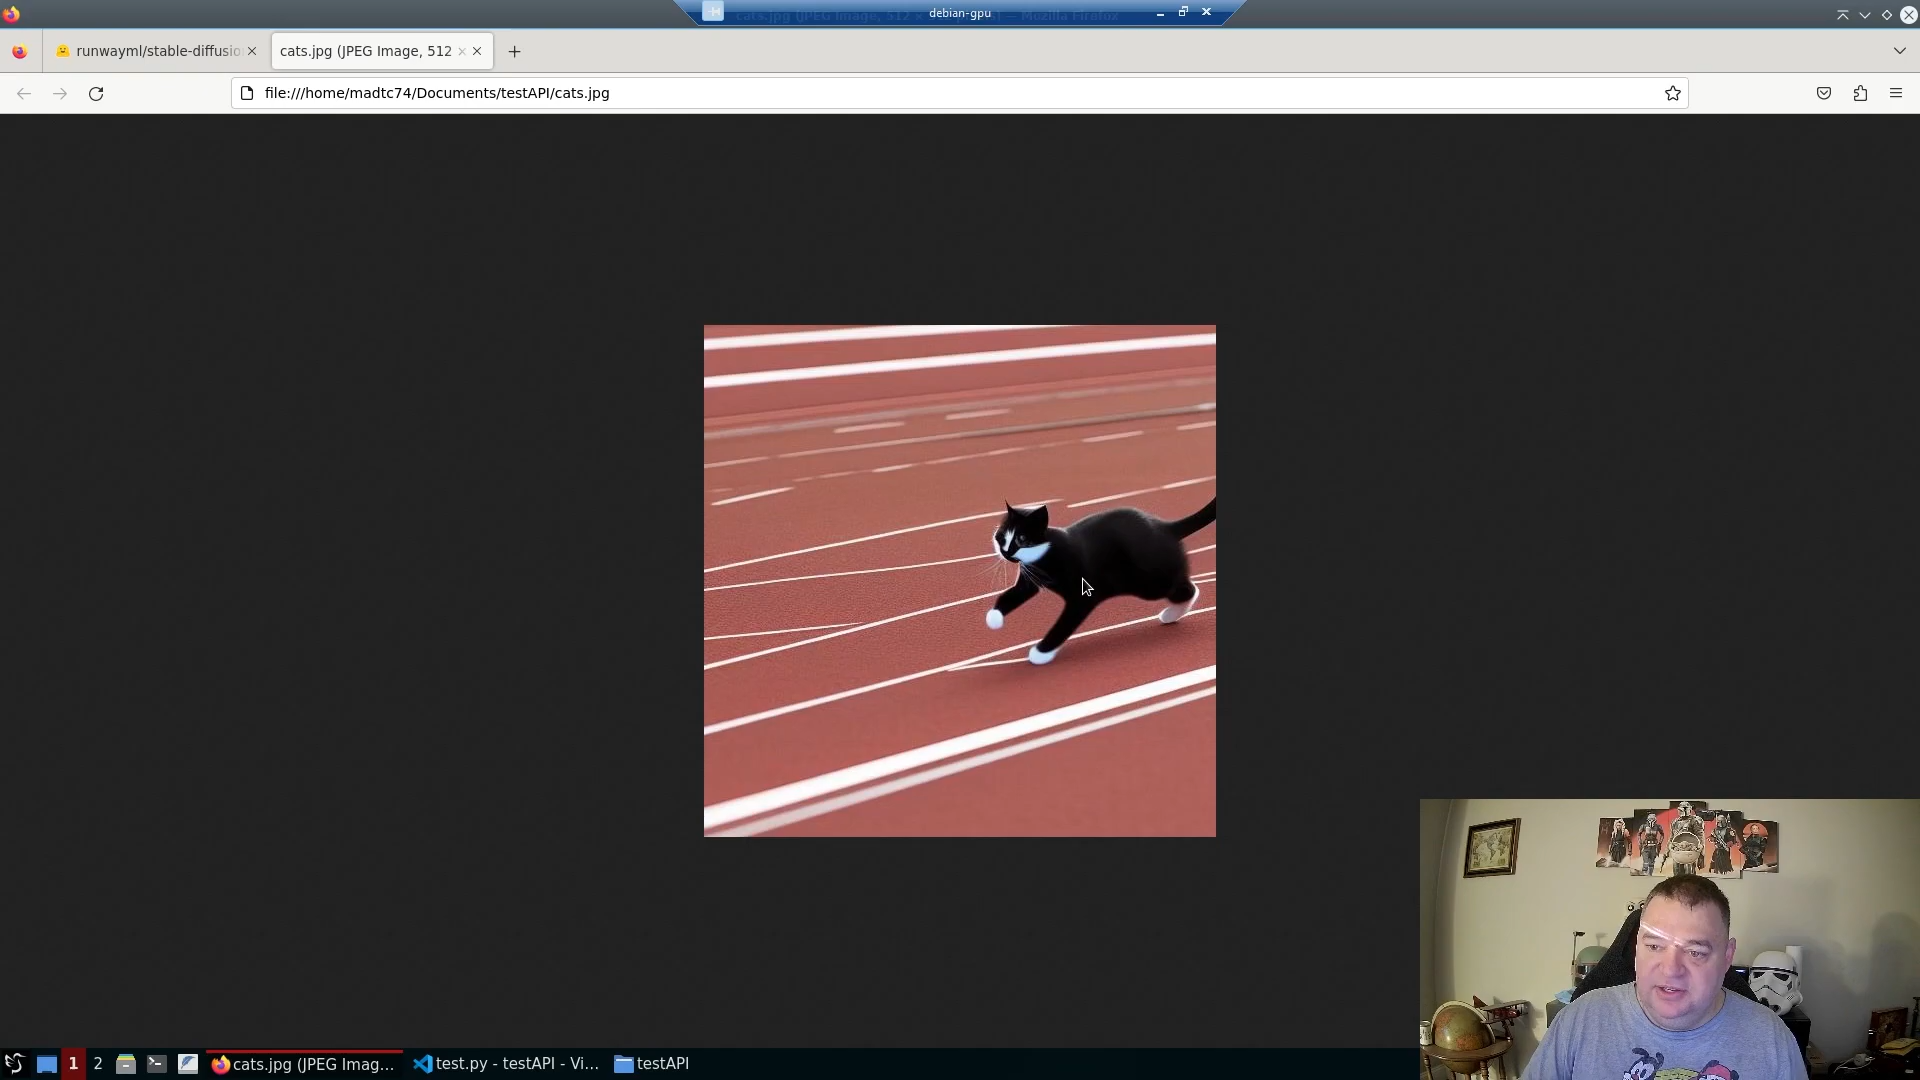 debian-gpu
runwayml/stable-diffusio
cats.jpg (JPEG Image, 512 ×
file:///home/madtc74/Documents/testAPI/cats.jpg
1
2
cats.jpg (JPEG Imag...
test.py - testAPI - Vi...
testAPI